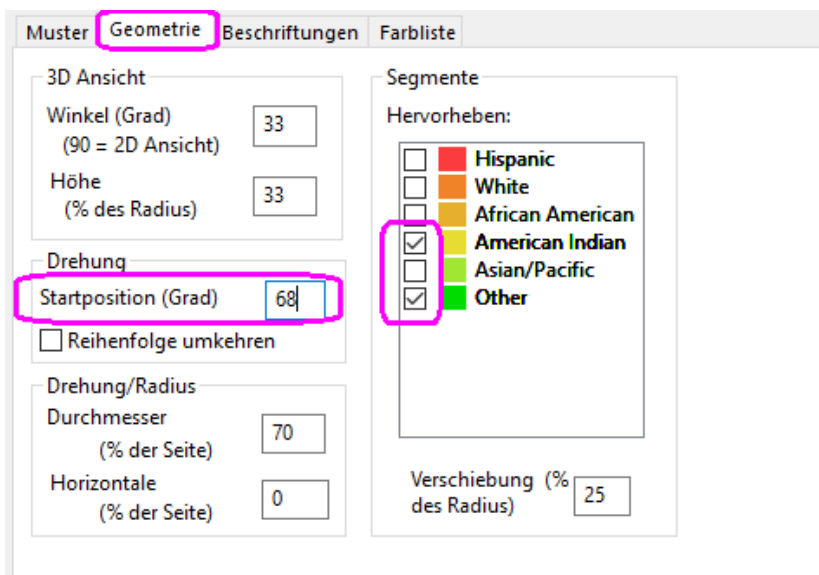 Muster Geometrie Beschriftungen Farbliste
3D Ansicht
Winkel (Grad)
(90 = 2D Ansicht)
33
Höhe
(% des Radius)
33
Drehung
Startposition (Grad) 68
Reihenfolge umkehren
Drehung/Radius
Durchmesser
(% der Seite)
70
Horizontale
(% der Seite)
0
Segmente
Hervorheben:
Hispanic
White
African American
American Indian
Asian/Pacific
Other
Verschiebung (%
des Radius)
25